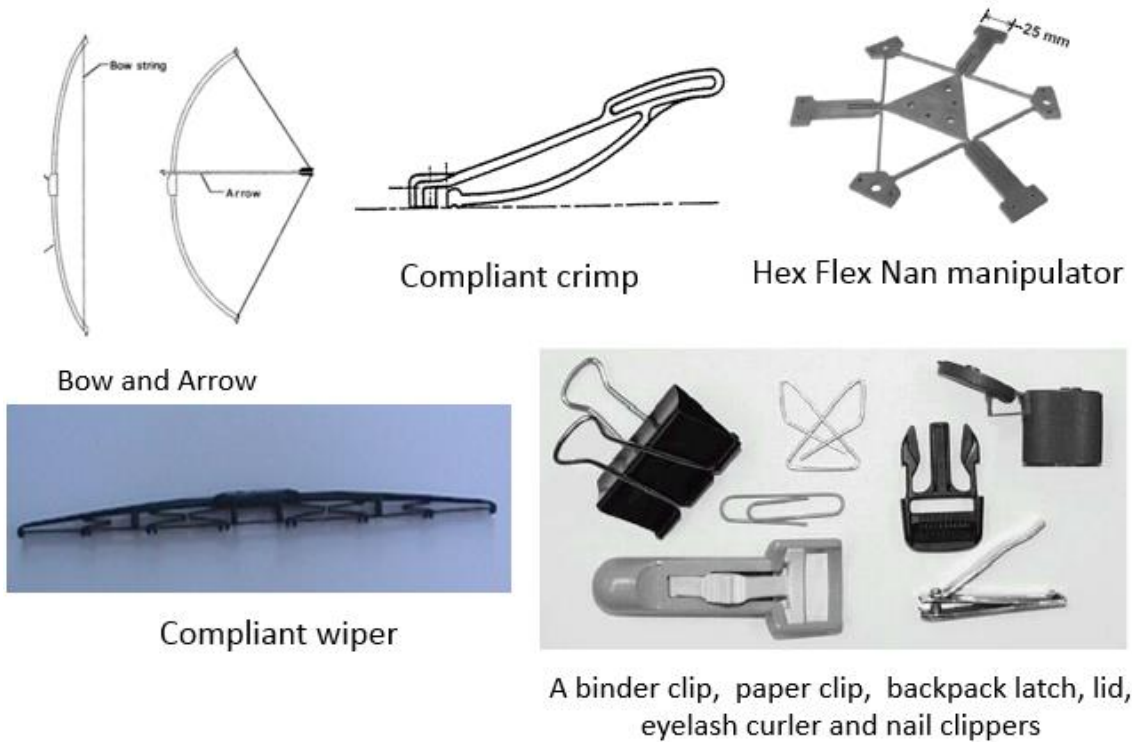 Bow string
Arrow
~25 mm
Compliant crimp
Hex Flex Nan manipulator
Bow and Arrow
Compliant wiper
A binder clip, paper clip, backpack latch, lid,
eyelash curler and nail clippers